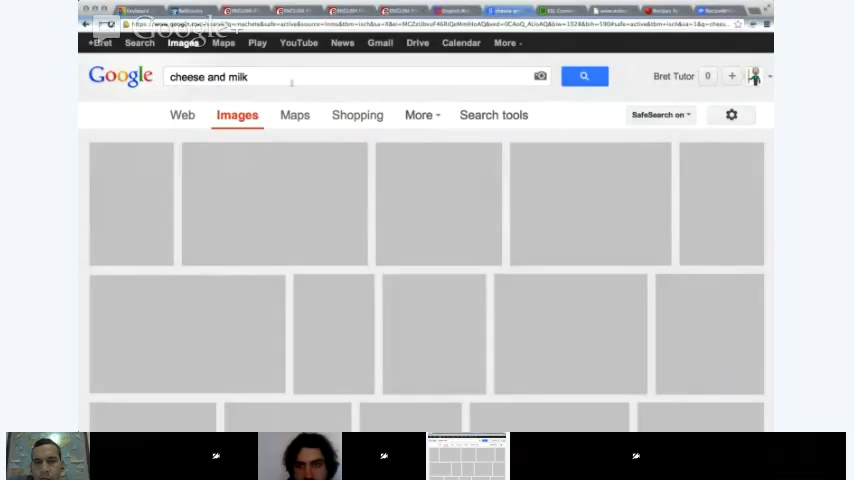 Google+
+Bret Search Images Maps Play YouTube News Gmail Drive Calendar More
Google cheese and milk Bret Tutor 0 +
Web Images Maps Shopping More Search tools SafeSearch on